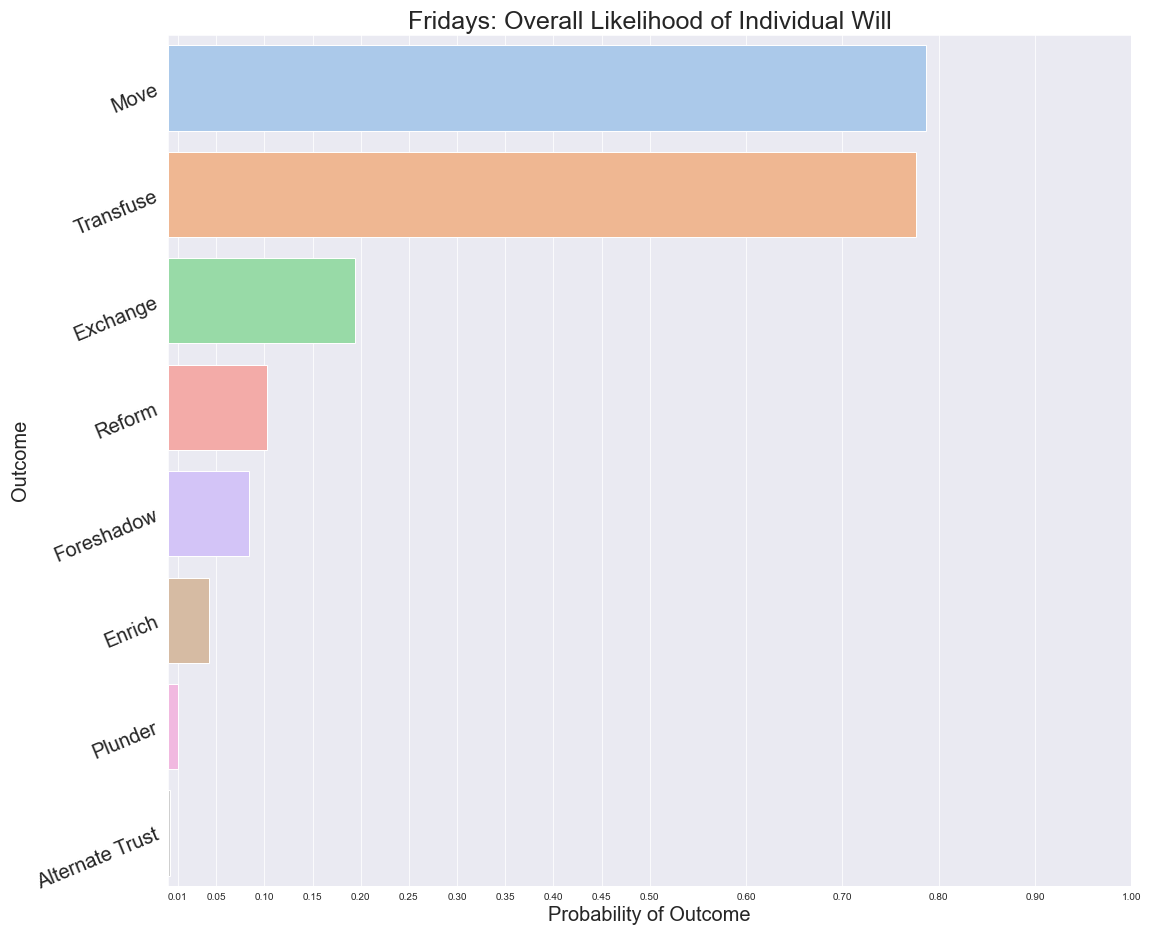 Fridays: Overall Likelihood of Individual Will
Move
Transfuse
Exchange
Reform
Foreshadow
Enrich
Plunder
Alternate Trust
Outcome
0.01 0.05 0.10 0.15 0.20 0.25 0.30 0.35 0.40 0.45 0.50 0.60 0.70 0.80 0.90 1.00
Probability of Outcome